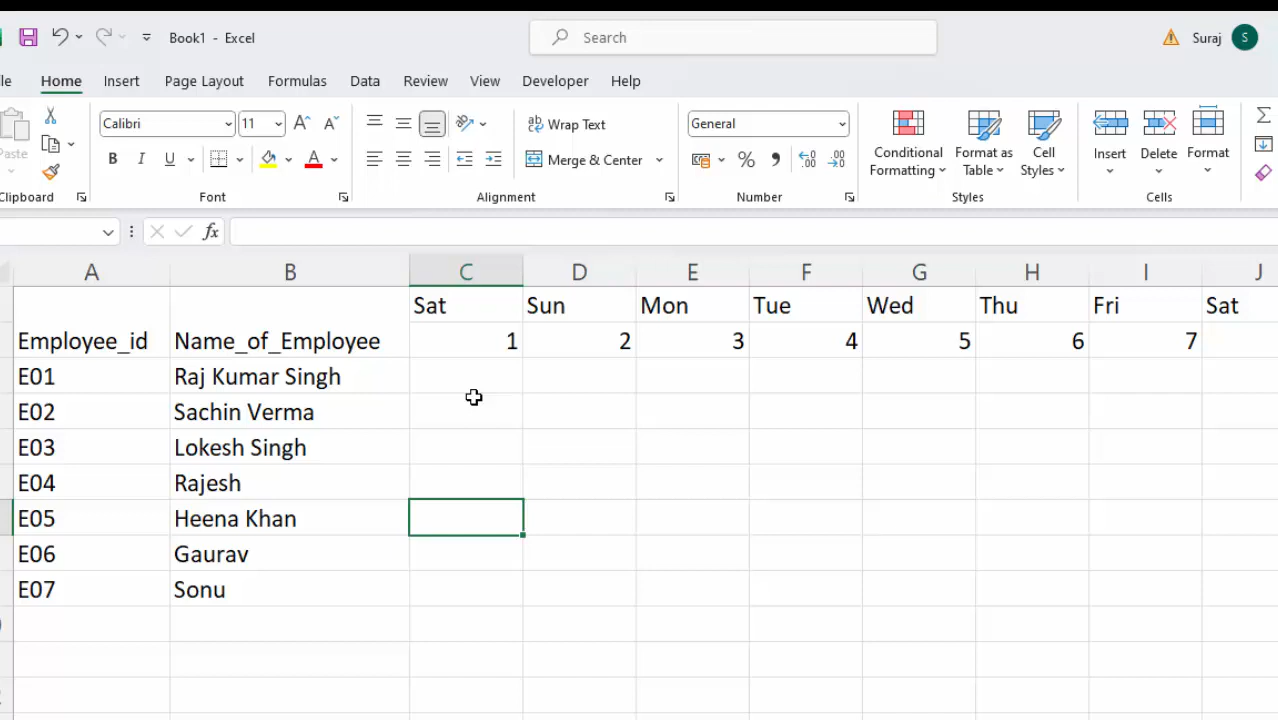 Book1 - Excel
Search
Suraj
S
le
Home
Insert
Page Layout
Formulas
Data
Review
View
Developer
Help
Paste
Calibri
11
Wrap Text
Merge & Center
General
Conditional Formatting
Format as Table
Cell Styles
Insert
Delete
Format
Clipboard
Font
Alignment
Number
Styles
Cells
fx
A B C D E F G H I J
Sat Sun Mon Tue Wed Thu Fri Sat
Employee_id Name_of_Employee 1 2 3 4 5 6 7
E01 Raj Kumar Singh
E02 Sachin Verma
E03 Lokesh Singh
E04 Rajesh
E05 Heena Khan
E06 Gaurav
E07 Sonu